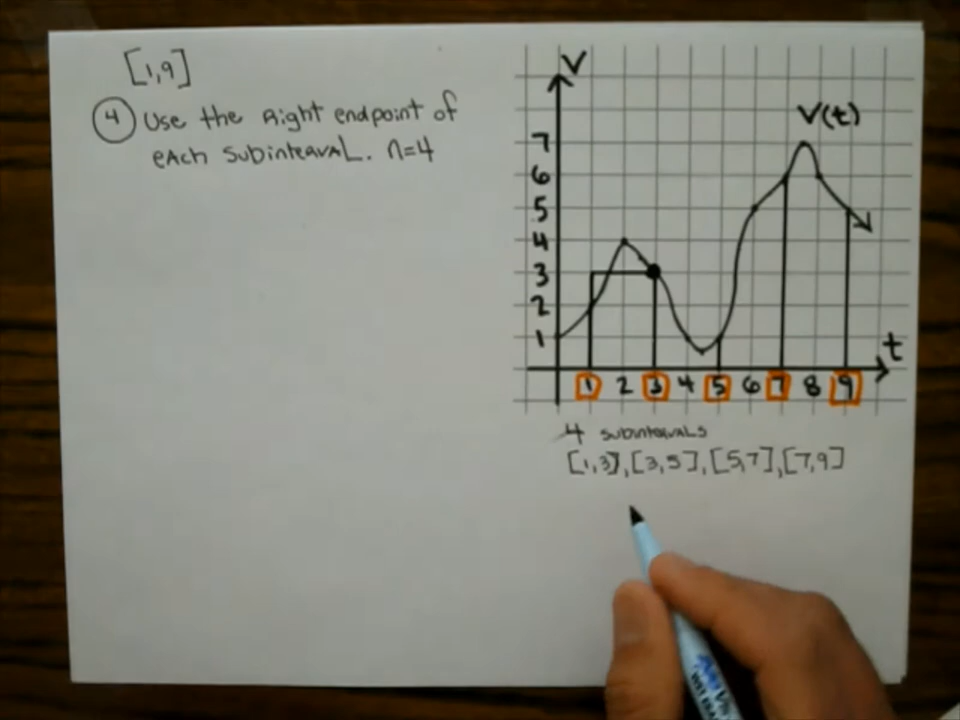 [1,9]
④ Use the Right endpoint of
each subinterval. n=4
V
V(t)
7
6
5
4
3
2
1
t
1 2 3 4 5 6 7 8 9
4 subintervals
[1,3],[3,5],[5,7],[7,9]